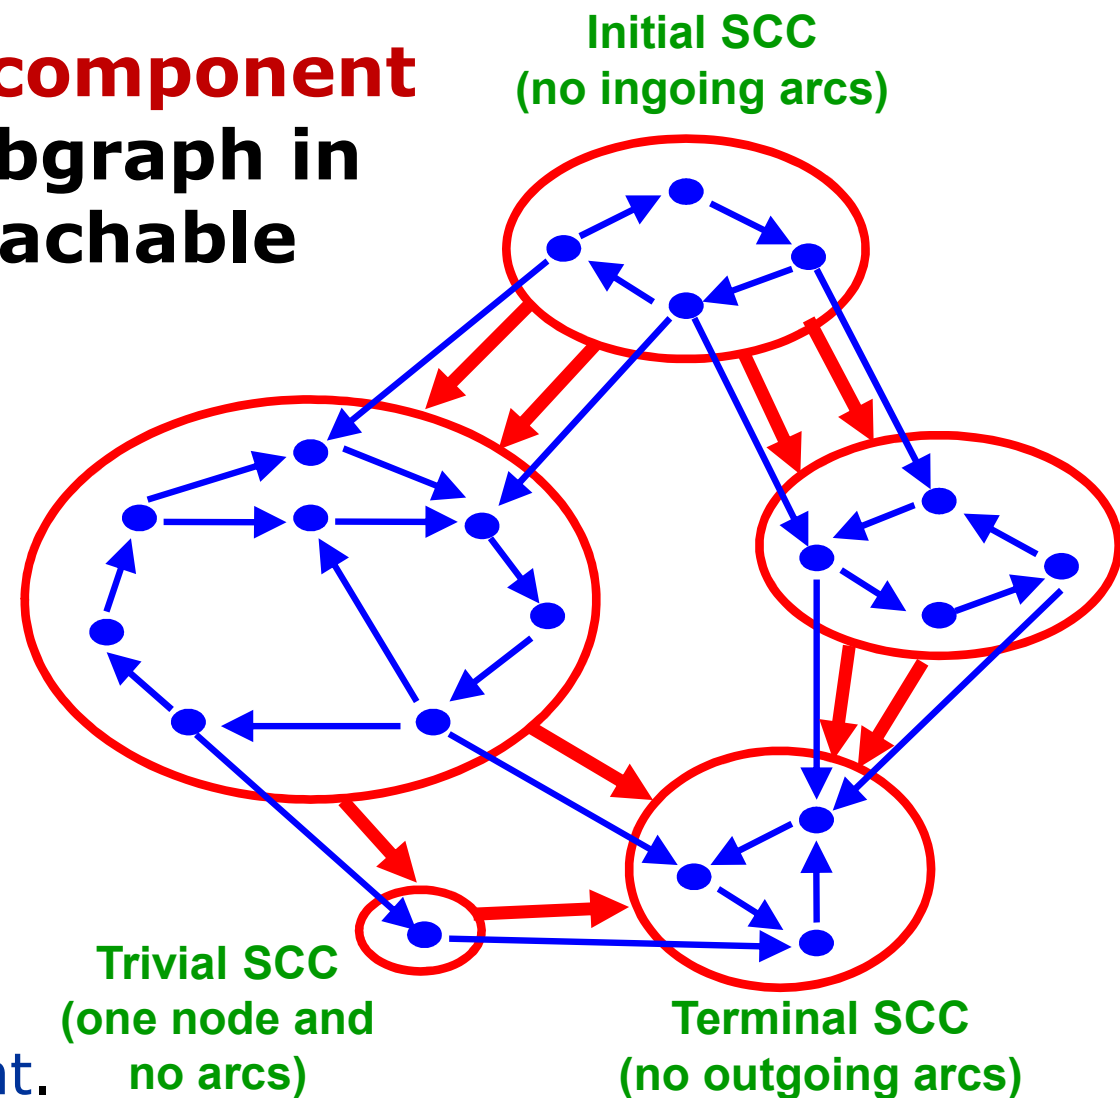 Initial SCC
(no ingoing arcs)
component
bgraph in
achable
Trivial SCC
(one node and
no arcs)
Terminal SCC
(no outgoing arcs)
nt.